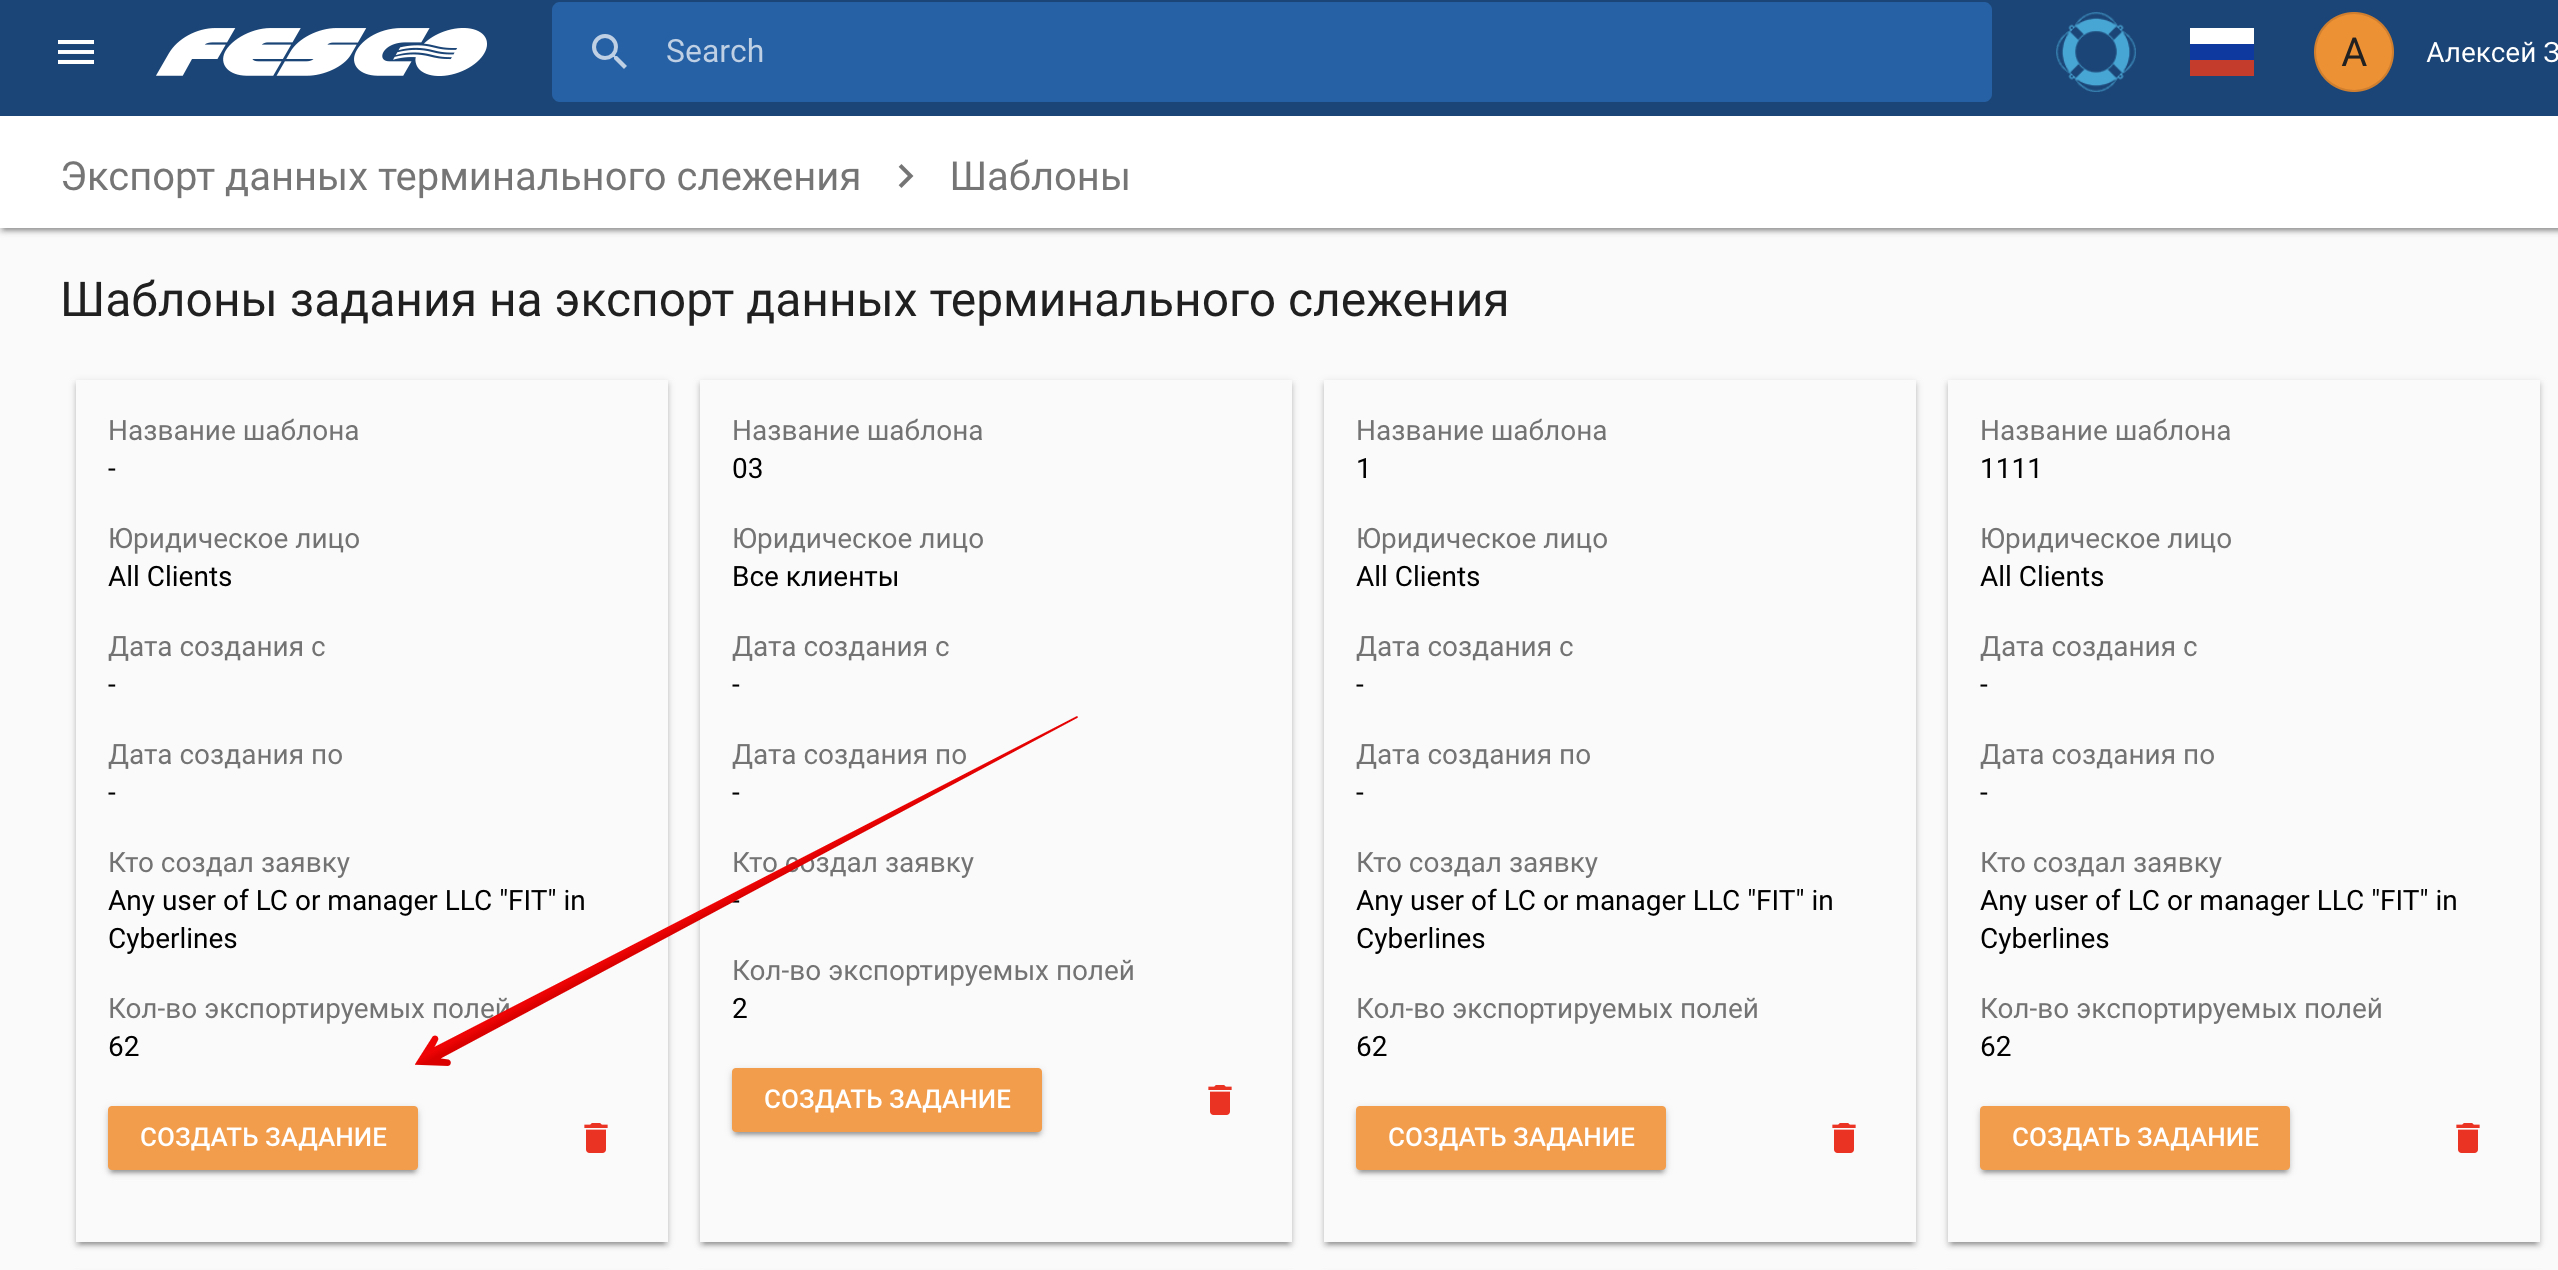 FESCO
Search
А
Алексей З
Экспорт данных терминального слежения > Шаблоны
Шаблоны задания на экспорт данных терминального слежения
Название шаблона
-
Юридическое лицо
All Clients
Дата создания с
-
Дата создания по
-
Кто создал заявку
Any user of LC or manager LLC "FIT" in
Cyberlines
Кол-во экспортируемых полей
62
СОЗДАТЬ ЗАДАНИЕ
Название шаблона
03
Юридическое лицо
Все клиенты
Дата создания с
-
Дата создания по
-
Кто создал заявку
-
Кол-во экспортируемых полей
2
СОЗДАТЬ ЗАДАНИЕ
Название шаблона
1
Юридическое лицо
All Clients
Дата создания с
-
Дата создания по
-
Кто создал заявку
Any user of LC or manager LLC "FIT" in
Cyberlines
Кол-во экспортируемых полей
62
СОЗДАТЬ ЗАДАНИЕ
Название шаблона
1111
Юридическое лицо
All Clients
Дата создания с
-
Дата создания по
-
Кто создал заявку
Any user of LC or manager LLC "FIT" in
Cyberlines
Кол-во экспортируемых полей
62
СОЗДАТЬ ЗАДАНИЕ